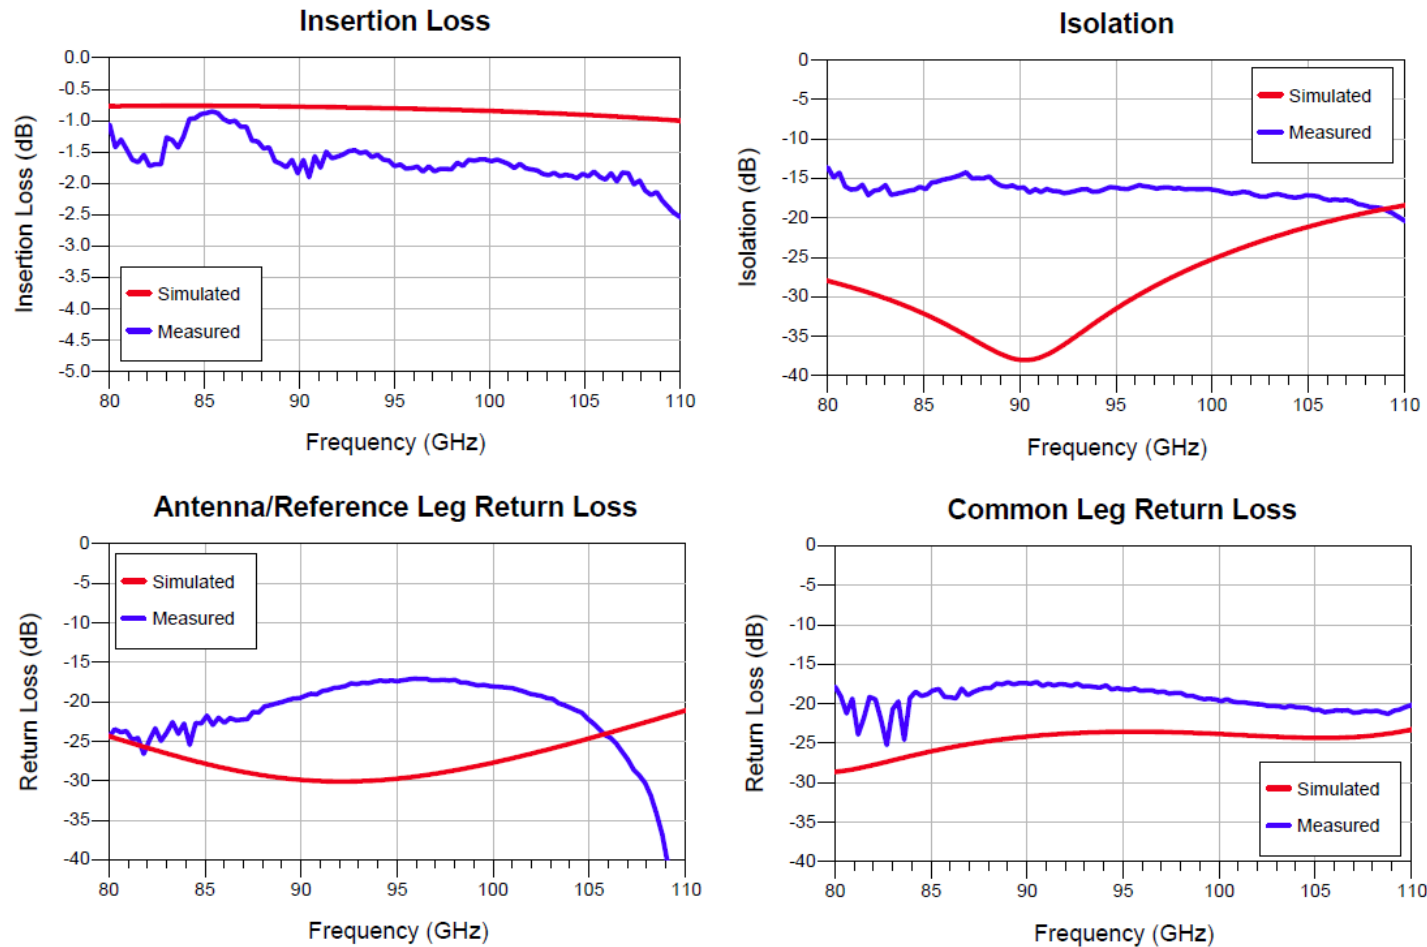 Insertion Loss
0.0
-0.5
-1.0
-1.5
-2.0
-2.5
-3.0
-3.5
-4.0
-4.5
-5.0
Insertion Loss (dB)
Simulated
Measured
80 85 90 95 100 105 110
Frequency (GHz)
Isolation
0
-5
-10
-15
-20
-25
-30
-35
-40
Isolation (dB)
Simulated
Measured
80 85 90 95 100 105 110
Frequency (GHz)
Antenna/Reference Leg Return Loss
0
-5
-10
-15
-20
-25
-30
-35
-40
Return Loss (dB)
Simulated
Measured
80 85 90 95 100 105 110
Frequency (GHz)
Common Leg Return Loss
0
-5
-10
-15
-20
-25
-30
-35
-40
Return Loss (dB)
Simulated
Measured
80 85 90 95 100 105 110
Frequency (GHz)